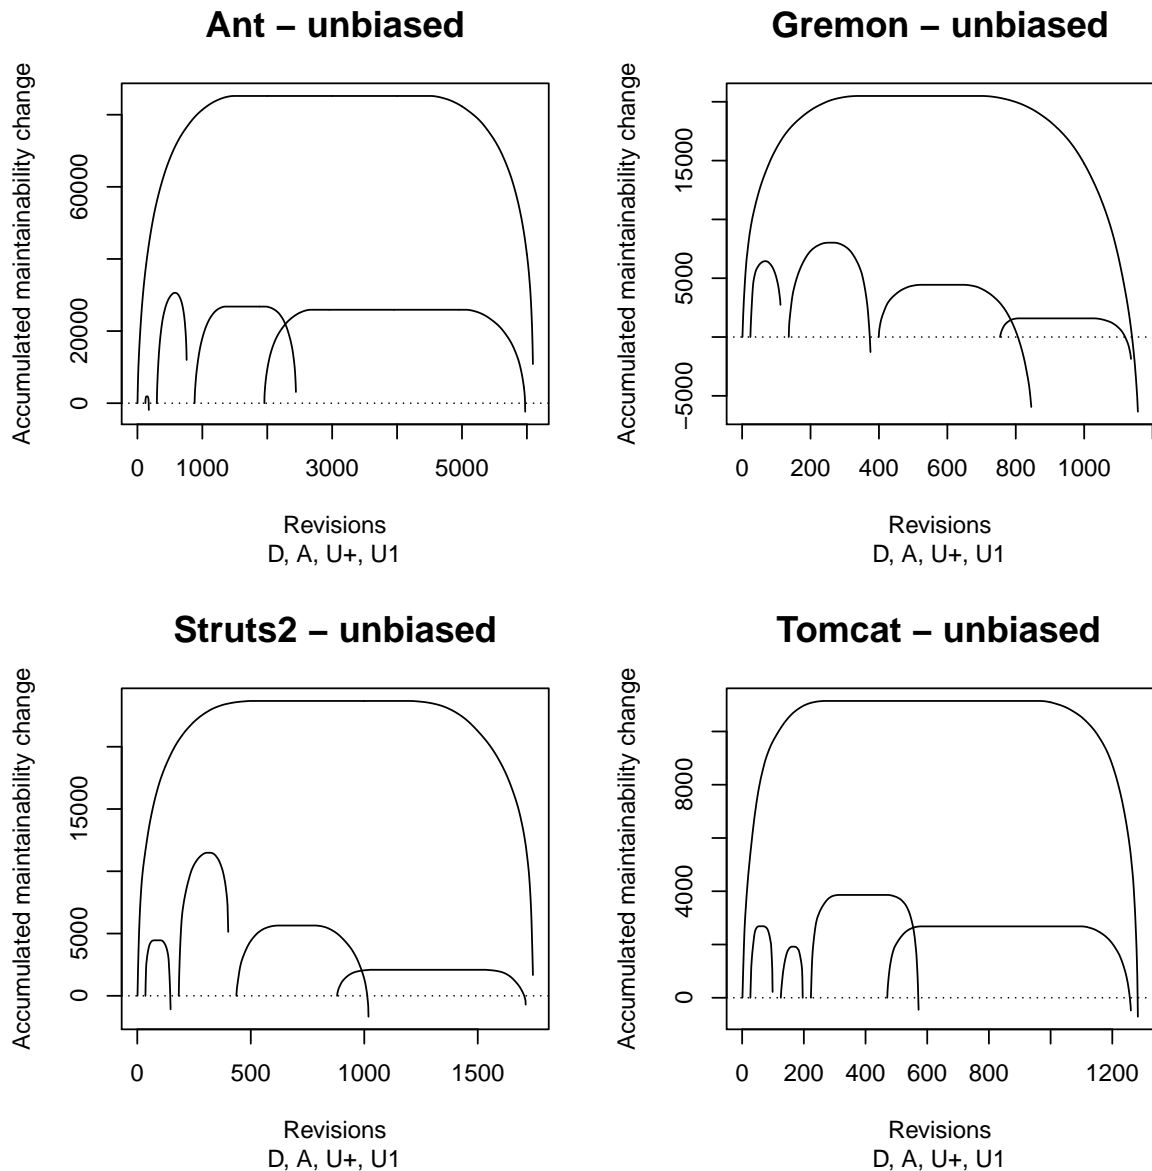 Ant – unbiased
Accumulated maintainability change
0
20000
60000
0
1000
3000
5000
Revisions
D, A, U+, U1
Gremon – unbiased
Accumulated maintainability change
−5000
5000
15000
0
200
400
600
800
1000
Revisions
D, A, U+, U1
Struts2 – unbiased
Accumulated maintainability change
0
5000
15000
0
500
1000
1500
Revisions
D, A, U+, U1
Tomcat – unbiased
Accumulated maintainability change
0
4000
8000
0
200
400
600
800
1200
Revisions
D, A, U+, U1